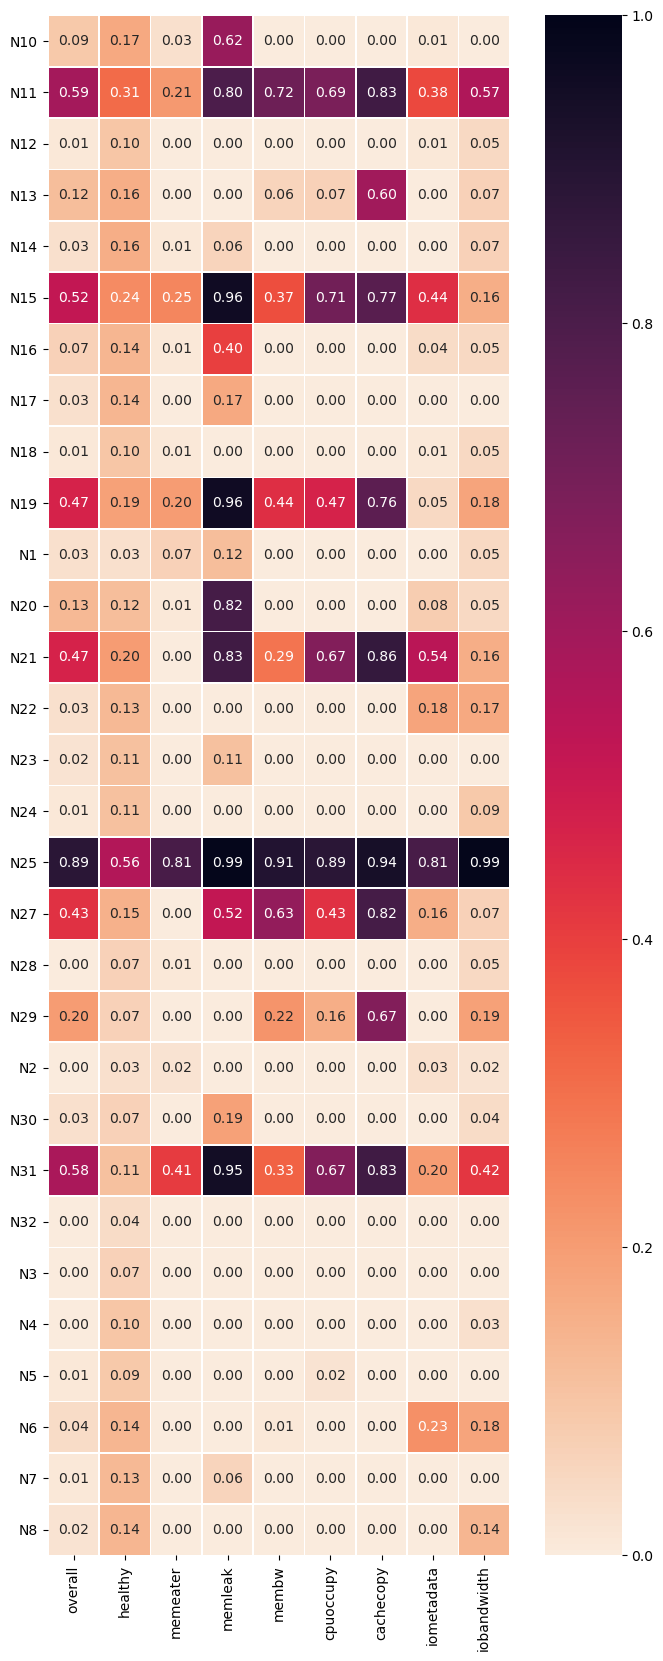 1.0
N10 0.09 0.17 0.03 0.62 0.00 0.00 0.00 0.01 0.00
N11 0.59 0.31 0.21 0.80 0.72 0.69 0.83 0.38 0.57
N12 0.01 0.10 0.00 0.00 0.00 0.00 0.00 0.01 0.05
N13 0.12 0.16 0.00 0.00 0.06 0.07 0.60 0.00 0.07
N14 0.03 0.16 0.01 0.06 0.00 0.00 0.00 0.00 0.07
N15 0.52 0.24 0.25 0.96 0.37 0.71 0.77 0.44 0.16
0.8
N16 0.07 0.14 0.01 0.40 0.00 0.00 0.00 0.04 0.05
N17 0.03 0.14 0.00 0.17 0.00 0.00 0.00 0.00 0.00
N18 0.01 0.10 0.01 0.00 0.00 0.00 0.00 0.01 0.05
N19 0.47 0.19 0.20 0.96 0.44 0.47 0.76 0.05 0.18
N1 0.03 0.03 0.07 0.12 0.00 0.00 0.00 0.00 0.05
N20 0.13 0.12 0.01 0.82 0.00 0.00 0.00 0.08 0.05
0.6
N21 0.47 0.20 0.00 0.83 0.29 0.67 0.86 0.54 0.16
N22 0.03 0.13 0.00 0.00 0.00 0.00 0.00 0.18 0.17
N23 0.02 0.11 0.00 0.11 0.00 0.00 0.00 0.00 0.00
N24 0.01 0.11 0.00 0.00 0.00 0.00 0.00 0.00 0.09
N25 0.89 0.56 0.81 0.99 0.91 0.89 0.94 0.81 0.99
N27 0.43 0.15 0.00 0.52 0.63 0.43 0.82 0.16 0.07
0.4
N28 0.00 0.07 0.01 0.00 0.00 0.00 0.00 0.00 0.05
N29 0.20 0.07 0.00 0.00 0.22 0.16 0.67 0.00 0.19
N2 0.00 0.03 0.02 0.00 0.00 0.00 0.00 0.03 0.02
N30 0.03 0.07 0.00 0.19 0.00 0.00 0.00 0.00 0.04
N31 0.58 0.11 0.41 0.95 0.33 0.67 0.83 0.20 0.42
N32 0.00 0.04 0.00 0.00 0.00 0.00 0.00 0.00 0.00
0.2
N3 0.00 0.07 0.00 0.00 0.00 0.00 0.00 0.00 0.00
N4 0.00 0.10 0.00 0.00 0.00 0.00 0.00 0.00 0.03
N5 0.01 0.09 0.00 0.00 0.00 0.02 0.00 0.00 0.00
N6 0.04 0.14 0.00 0.00 0.01 0.00 0.00 0.23 0.18
N7 0.01 0.13 0.00 0.06 0.00 0.00 0.00 0.00 0.00
N8 0.02 0.14 0.00 0.00 0.00 0.00 0.00 0.00 0.14
0.0
overall healthy memeater memleak membw cpuoccupy cachecopy iometadata iobandwidth